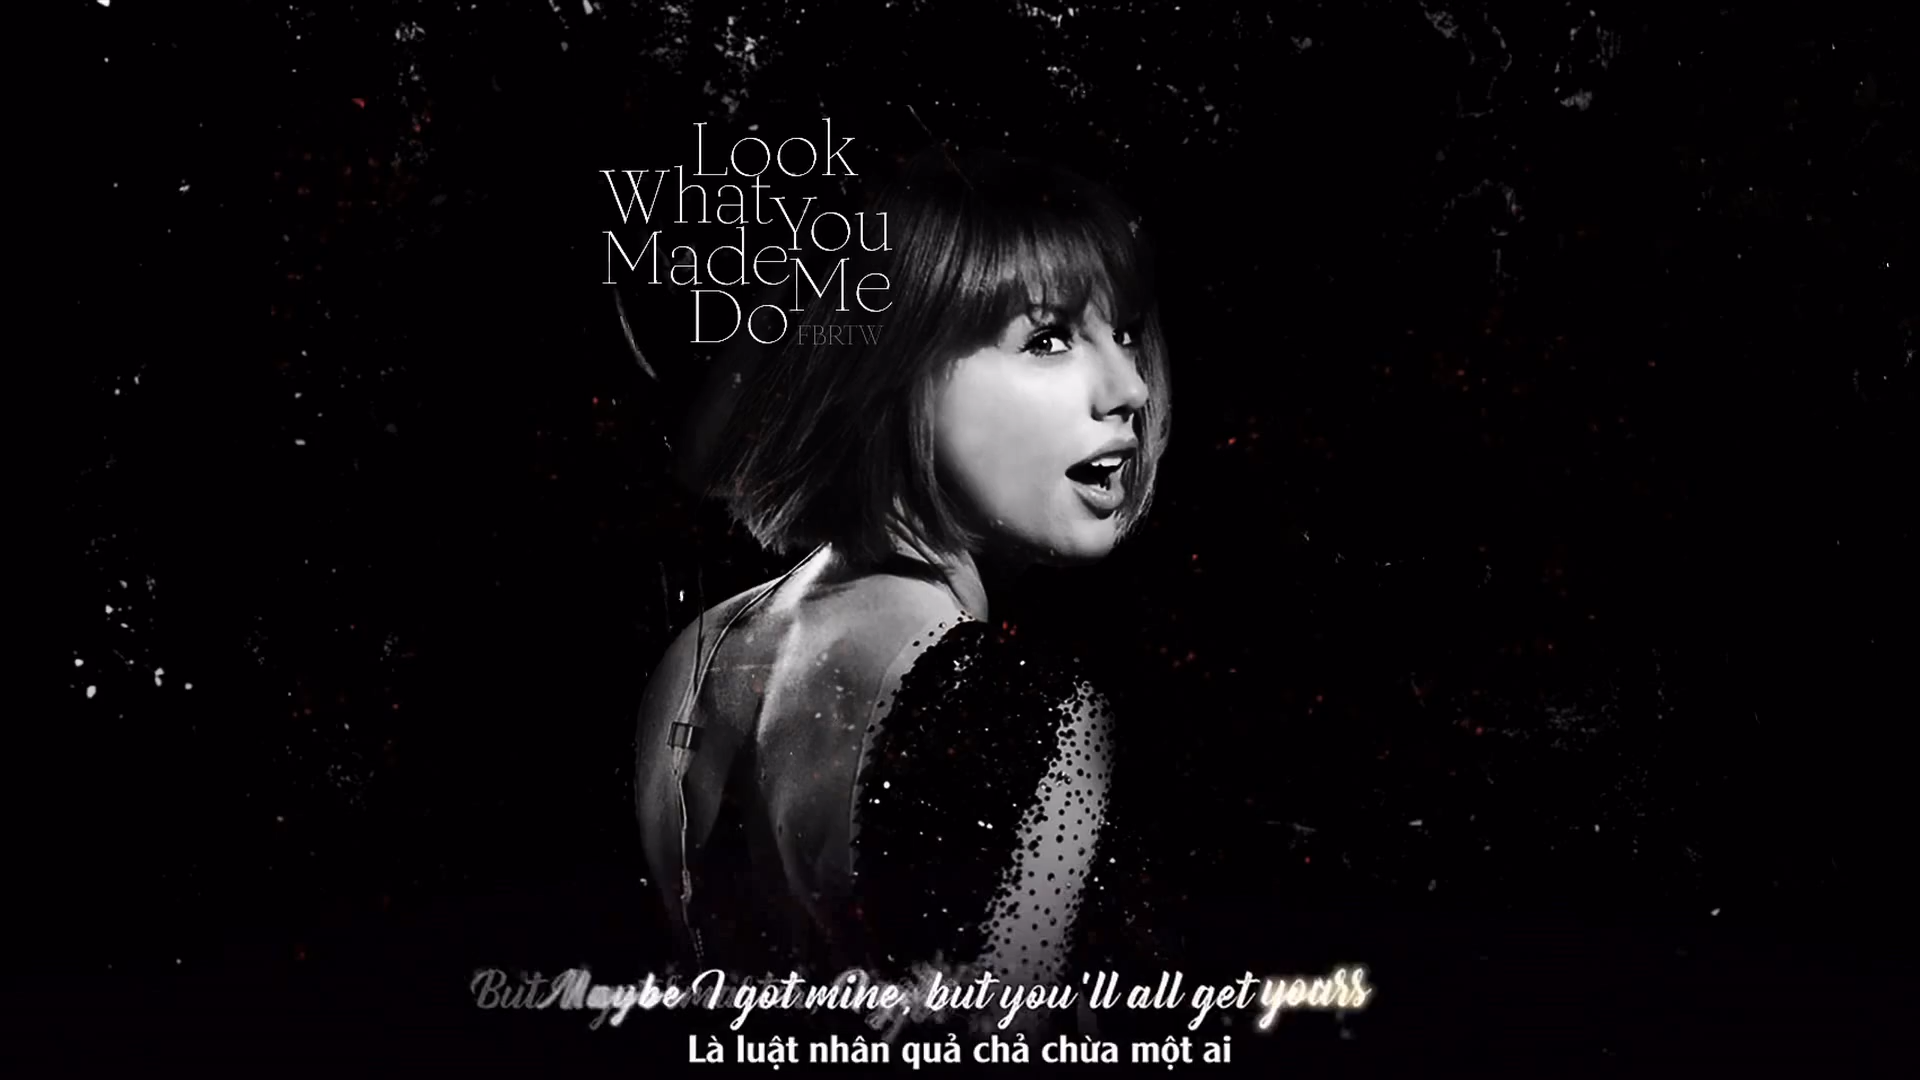 Look
What You
Made Me
Do FBRTW
But Maybe I got mine, but you'll all get yours
Là luật nhân quả chả chừa một ai